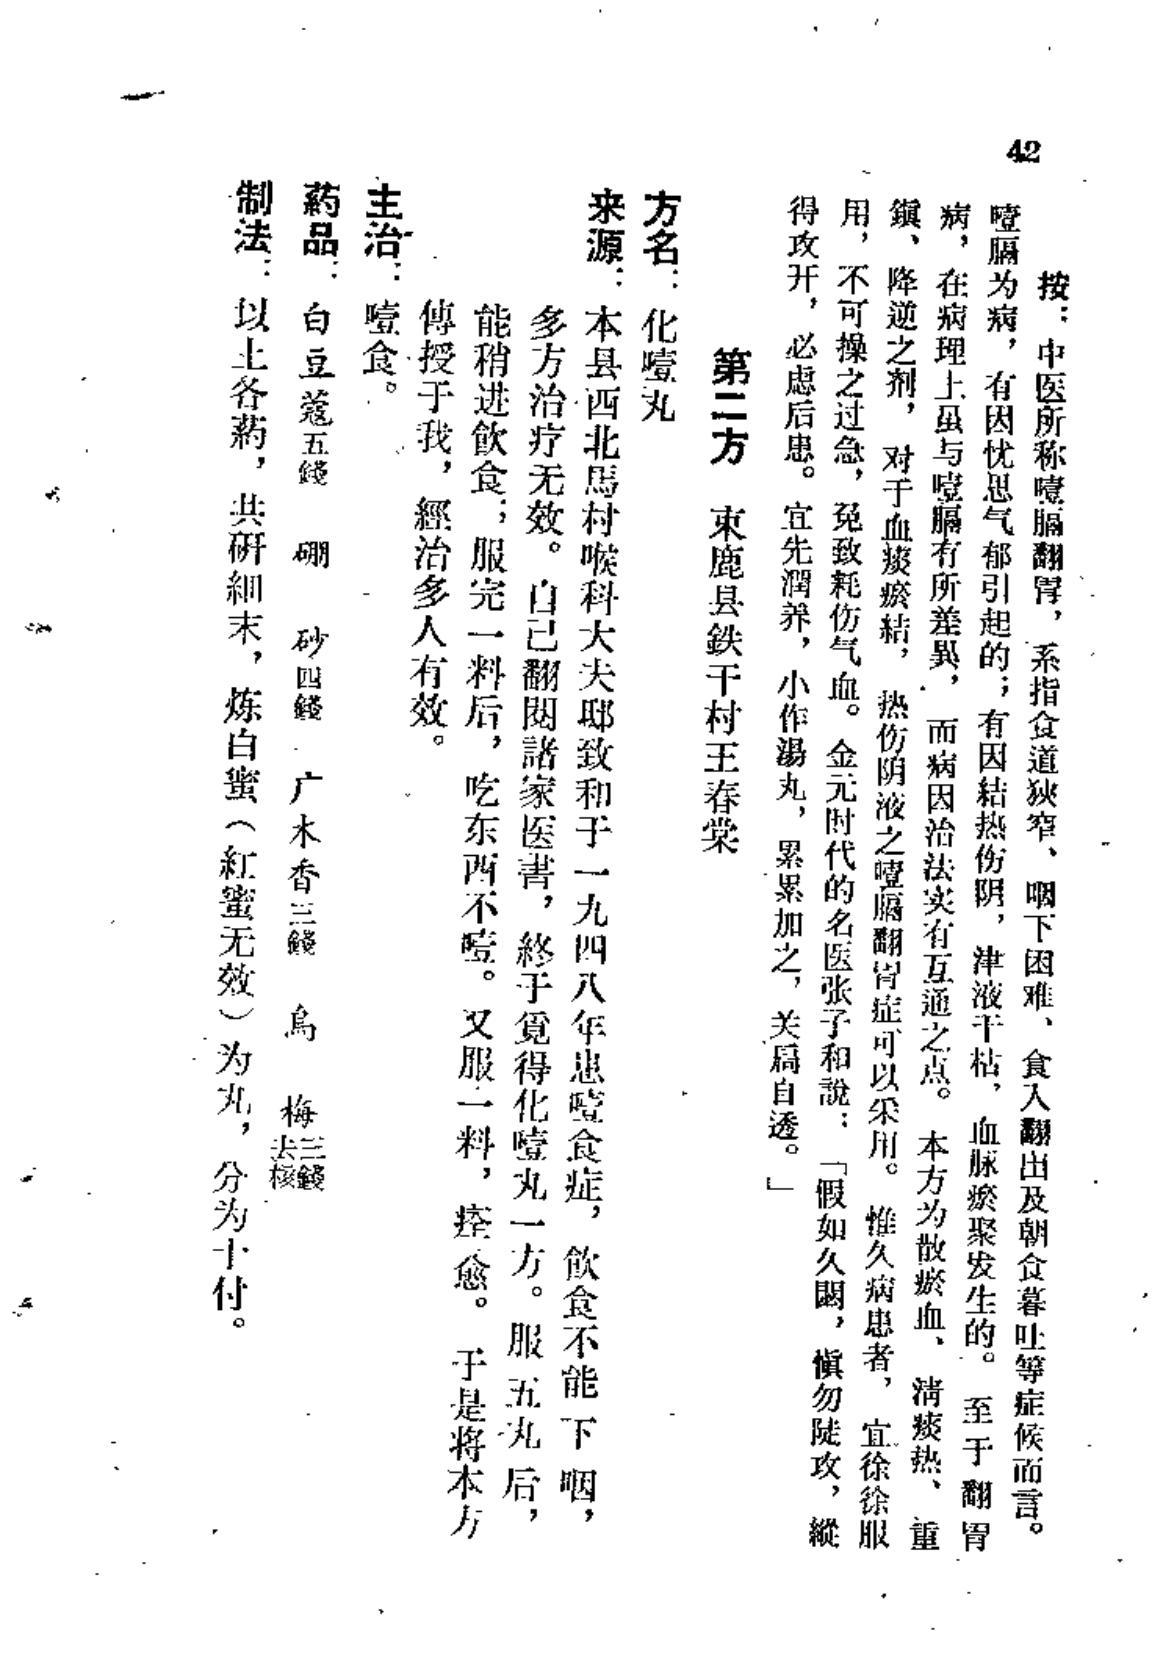 42
按：中医所称噎膈翻胃，系指食道狭窄、咽下困难、食入翻出及朝食暮吐等症候而言。
噎膈为病，有因忧思气郁引起的；有因結热伤阴，津液干枯，血脉瘀聚发生的。至于翻胃
病，在病理上虽与噎膈有所差異，而病因治法实有互通之点。本方为散瘀血、清痰热、重
鎮、降逆之剂，对于血痰瘀結，热伤阴液之噎膈翻胃症可以采用。惟久病患者，宜徐徐服
用，不可操之过急，免致耗伤气血。金元时代的名医张子和說：「假如久閟，慎勿陡攻，縱
得攻开，必虑后患。宜先潤养，小作湯丸，累累加之，关扃自透。」
第二方　束鹿县鉄干村王春棠
方名：化噎丸
来源：本县西北馬村喉科大夫邸致和于一九四八年患噎食症，飲食不能下咽，
多方治疗无效。自己翻閱諸家医書，終于覓得化噎丸一方。服五丸后，
能稍进飲食；服完一料后，吃东西不噎。又服一料，痊愈。于是将本方
傳授于我，經治多人有效。
主治：噎食。
葯品：白豆蔻五錢　硼　砂四錢　广木香三錢　烏　梅三錢去核
制法：以上各葯，共研細末，炼白蜜（紅蜜无效）为丸，分为十付。